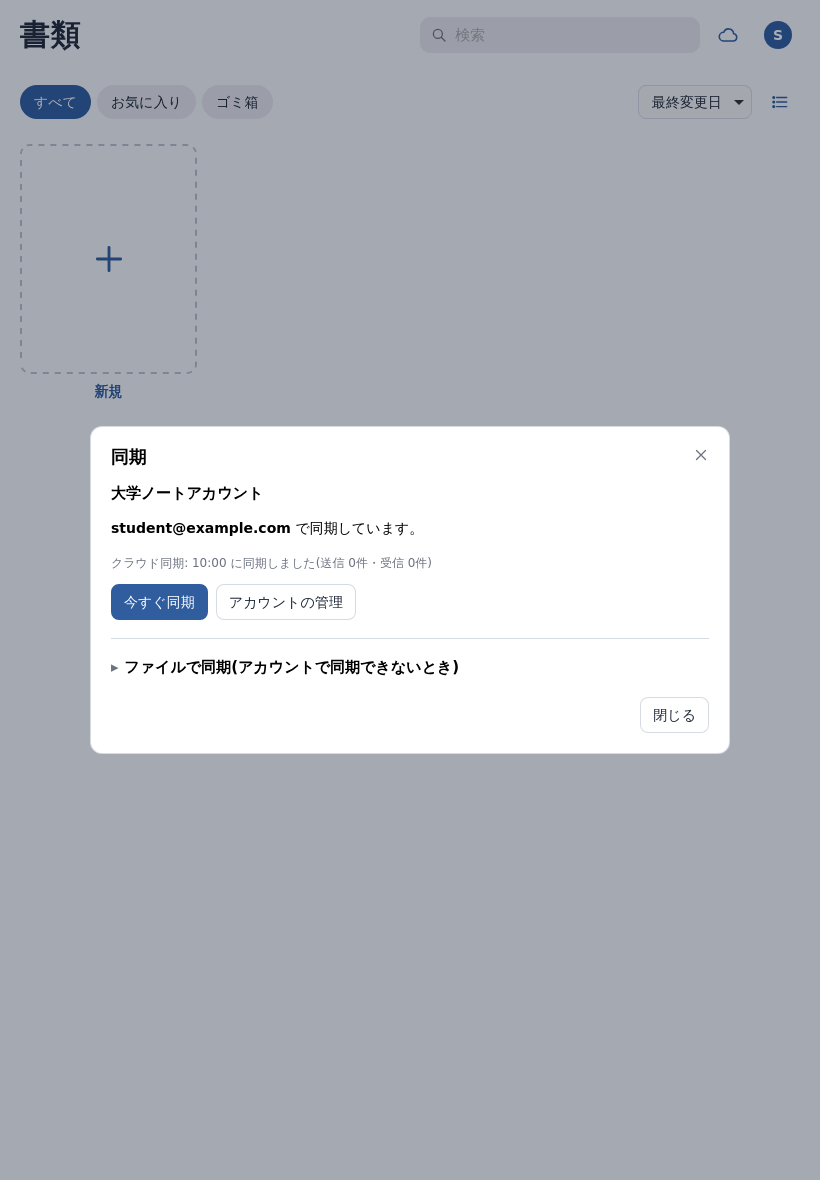 書類
検索
S
すべて
お気に入り
ゴミ箱
最終変更日
新規
同期
大学ノートアカウント
student@example.com で同期しています。
クラウド同期: 10:00 に同期しました(送信 0件・受信 0件)
今すぐ同期
アカウントの管理
ファイルで同期(アカウントで同期できないとき)
閉じる